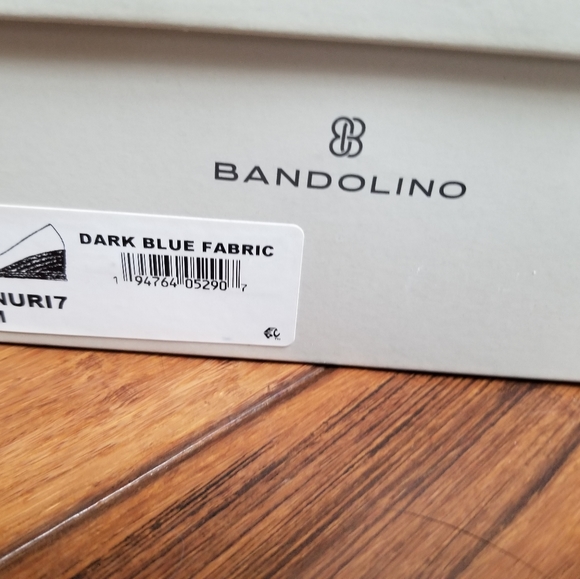 BANDOLINO
DARK BLUE FABRIC
1 94764 05290 7
NURI7